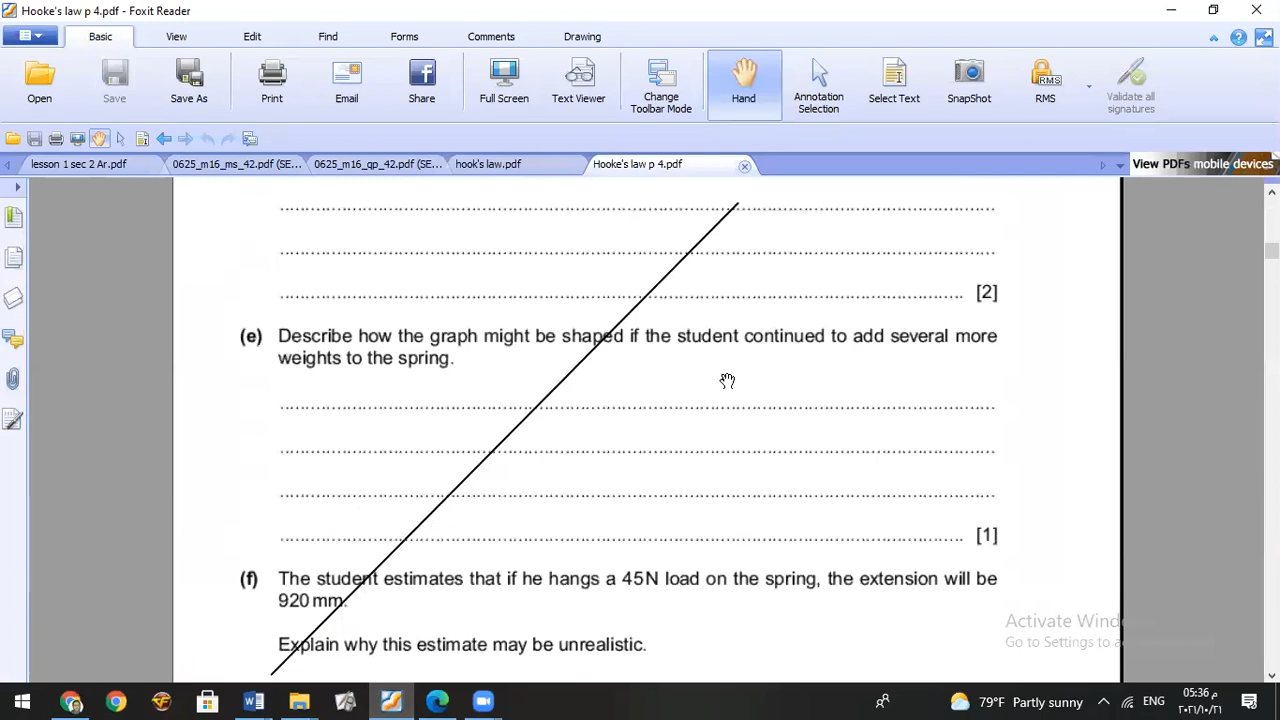 Hooke's law p 4.pdf - Foxit Reader
Basic View Edit Find Forms Comments Drawing
Open Save Save As Print Email Share Full Screen Text Viewer Change Toolbar Mode Hand Annotation Selection Select Text SnapShot RMS Validate all signatures
lesson 1 sec 2 Ar.pdf 0625_m16_ms_42.pdf (SE... 0625_m16_qp_42.pdf (SE... hook's law.pdf Hooke's law p 4.pdf View PDFs mobile devices
[2]
(e) Describe how the graph might be shaped if the student continued to add several more
weights to the spring.
[1]
(f) The student estimates that if he hangs a 45N load on the spring, the extension will be
920 mm.
Explain why this estimate may be unrealistic.
Activate Wind
Go to Settings to a
79°F Partly sunny ENG 05:36 م
٢٠٢١/١٠/٢١